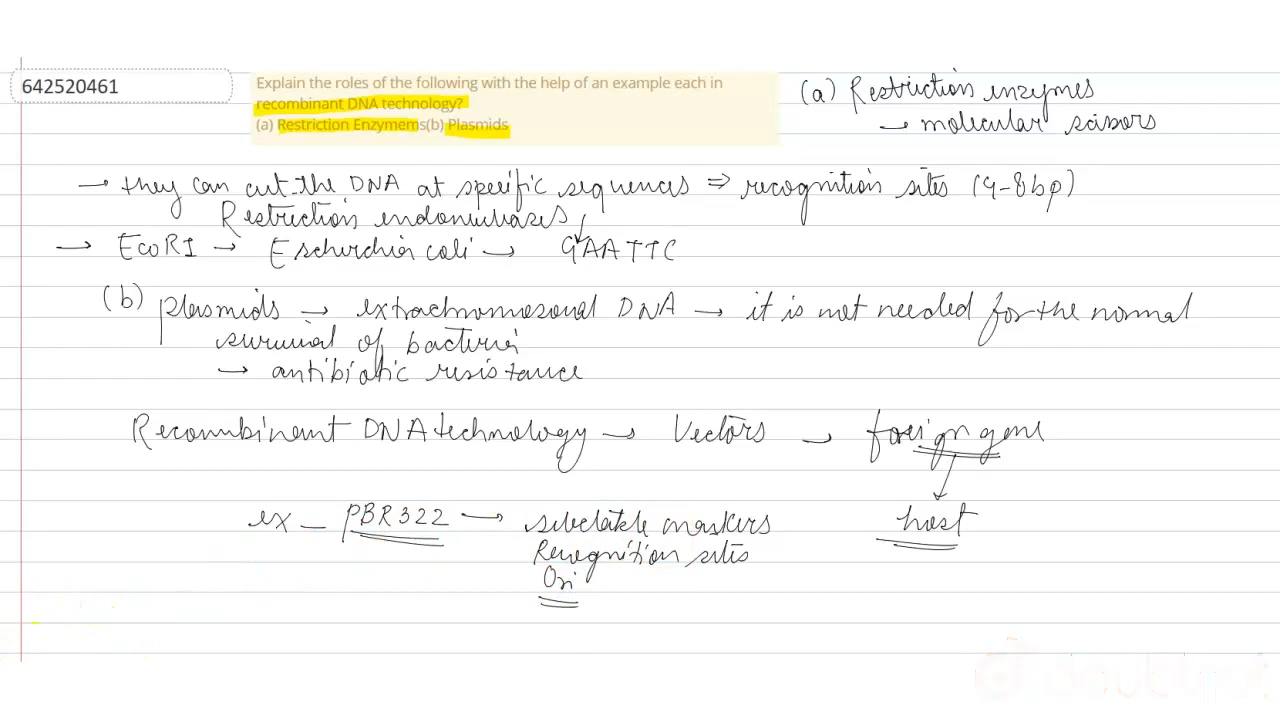 642520461
Explain the roles of the following with the help of an example each in
recombinant DNA technology?
(a) Restriction Enzymems(b) Plasmids
(a) Restriction enzymes
→ molecular scissors
→ they can cut the DNA at specific sequences ⇒ recognition sites (4-8bp)
Restriction endonucleases
→ EcoRI → Escherchia coli → GAATTC
(b) plasmids → extrachromosonal DNA → it is not needed for the normal
survival of bacteria
→ antibiotic resistance
Recombinant DNA technology → Vectors → foreign gene
ex - PBR322 → selectable markers
host
Recognition sites
Ori